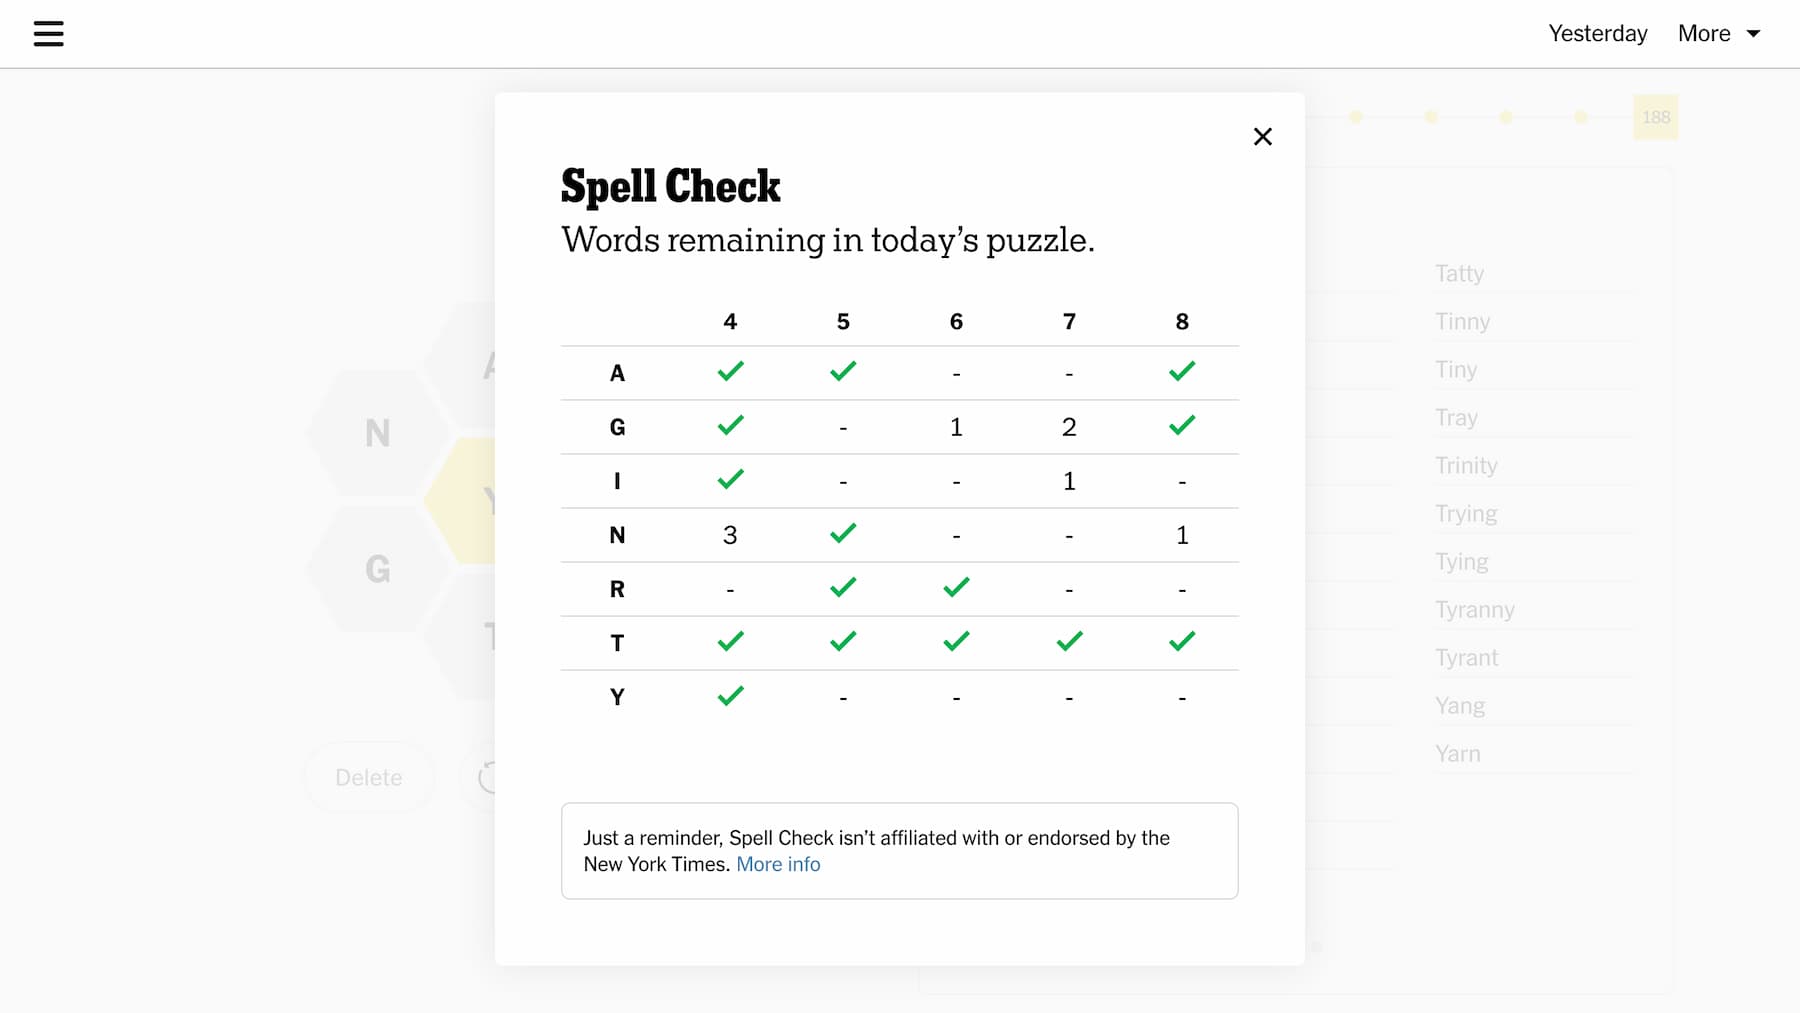 Yesterday More
188
Spell Check
Words remaining in today’s puzzle.
4 5 6 7 8
A - -
G - 1 2
I - - 1 -
N 3 - - 1
R - - -
T
Y - - - -
Just a reminder, Spell Check isn’t affiliated with or endorsed by the
New York Times. More info
N
G
A
Y
T
Delete
Tatty
Tinny
Tiny
Tray
Trinity
Trying
Tying
Tyranny
Tyrant
Yang
Yarn